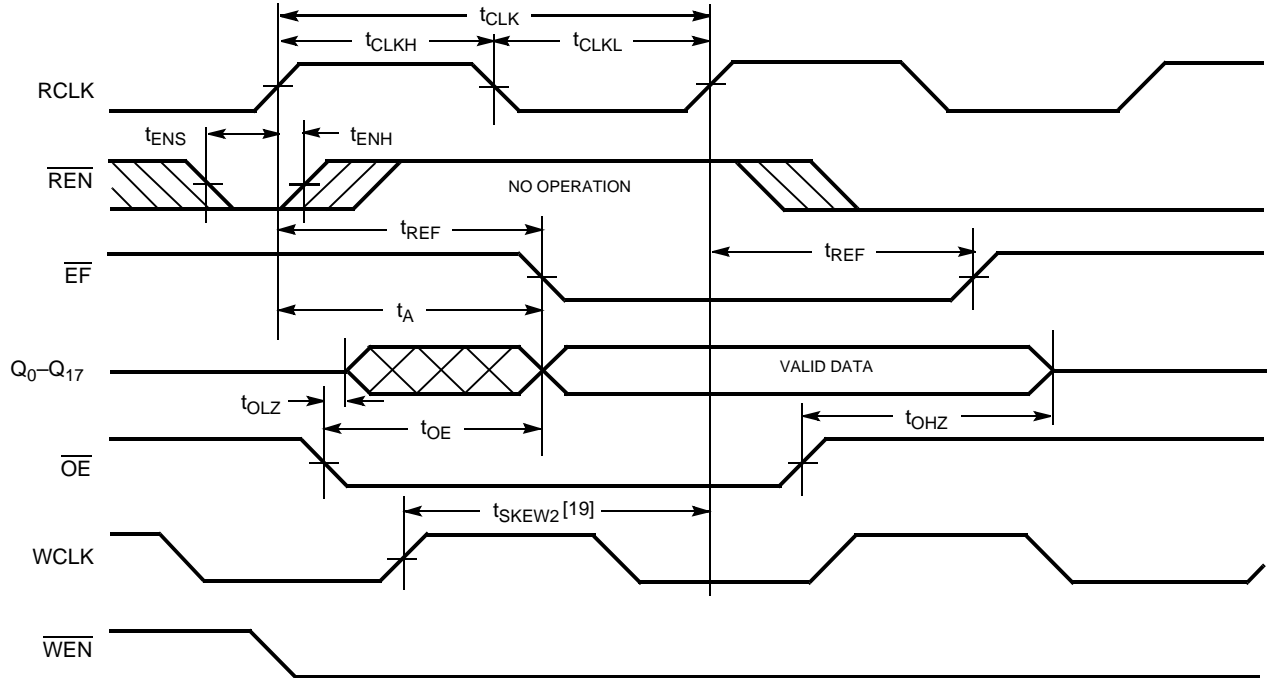 tCLK
tCLKH
tCLKL
RCLK
tENS
tENH
REN
NO OPERATION
tREF
tREF
EF
tA
Q0–Q17
VALID DATA
tOLZ
tOE
tOHZ
OE
tSKEW2 [19]
WCLK
WEN